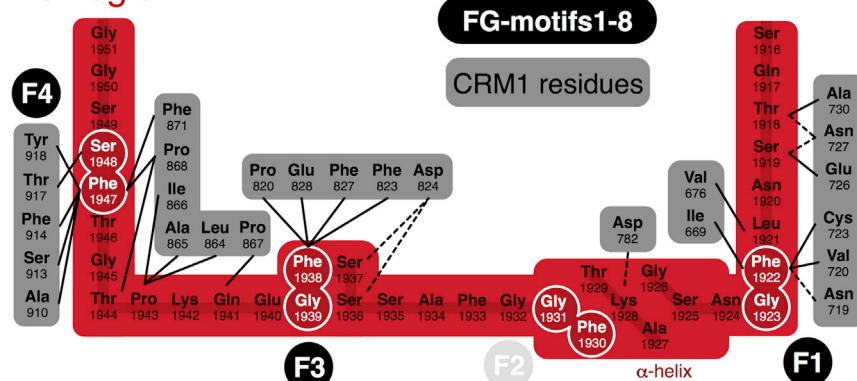 FG-motifs1-8
CRM1 residues
F4
Gly
1951
Gly
1950
Ser
1949
Ser
1948
Phe
1947
Thr
1946
Gly
1945
Thr
1944
Tyr
918
Thr
917
Phe
914
Ser
913
Ala
910
Phe
871
Pro
868
Ile
866
Ala
865
Leu
864
Pro
867
Pro
1943
Lys
1942
Gln
1941
Glu
1940
Gly
1939
Phe
1938
Ser
1937
Ser
1936
Ser
1935
Ala
1934
Phe
1933
Gly
1932
Pro
820
Glu
828
Phe
827
Phe
823
Asp
824
F3
F2
Gly
1931
Phe
1930
Thr
1929
Lys
1928
Ala
1927
Gly
1926
Ser
1925
Asn
1924
Asp
782
α-helix
Gly
1923
Phe
1922
Leu
1921
Asn
1920
Ser
1919
Thr
1918
Gln
1917
Ser
1916
Val
676
Ile
669
Ala
730
Asn
727
Glu
726
Cys
723
Val
720
Asn
719
F1